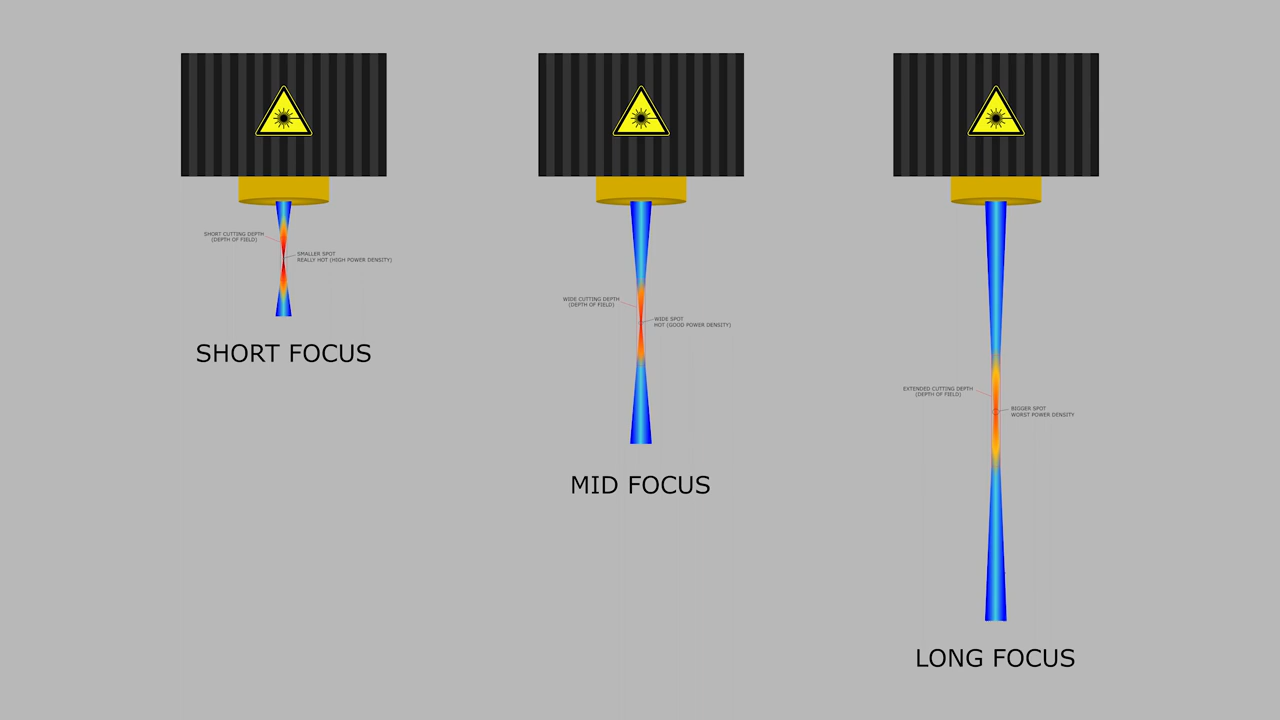 SHORT CUTTING DEPTH
(DEPTH OF FIELD)
SMALLER SPOT
REALLY HOT (HIGH POWER DENSITY)
SHORT FOCUS
WIDE CUTTING DEPTH
(DEPTH OF FIELD)
WIDE SPOT
HOT (GOOD POWER DENSITY)
MID FOCUS
EXTENDED CUTTING DEPTH
(DEPTH OF FIELD)
BIGGER SPOT
WORST POWER DENSITY
LONG FOCUS